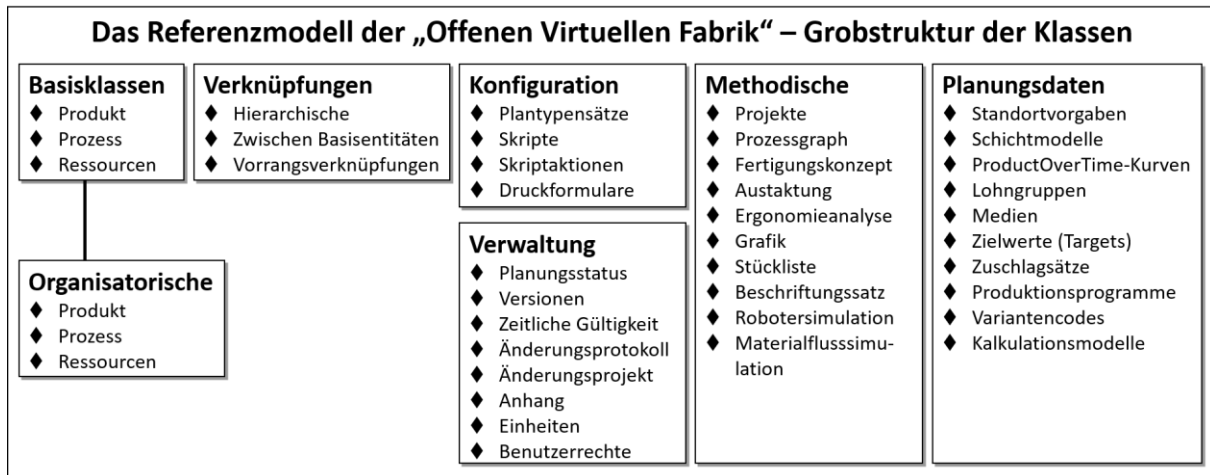 Das Referenzmodell der „Offenen Virtuellen Fabrik“ – Grobstruktur der Klassen
Basisklassen
♦ Produkt
♦ Prozess
♦ Ressourcen
Organisatorische
♦ Produkt
♦ Prozess
♦ Ressourcen
Verknüpfungen
♦ Hierarchische
♦ Zwischen Basisentitäten
♦ Vorrangsverknüpfungen
Konfiguration
♦ Plantypensätze
♦ Skripte
♦ Skriptaktionen
♦ Druckformulare
Verwaltung
♦ Planungsstatus
♦ Versionen
♦ Zeitliche Gültigkeit
♦ Änderungsprotokoll
♦ Änderungsprojekt
♦ Anhang
♦ Einheiten
♦ Benutzerrechte
Methodische
♦ Projekte
♦ Prozessgraph
♦ Fertigungskonzept
♦ Austaktung
♦ Ergonomieanalyse
♦ Grafik
♦ Stückliste
♦ Beschriftungssatz
♦ Robotersimulation
♦ Materialflusssimu-
lation
Planungsdaten
♦ Standortvorgaben
♦ Schichtmodelle
♦ ProductOverTime-Kurven
♦ Lohngruppen
♦ Medien
♦ Zielwerte (Targets)
♦ Zuschlagsätze
♦ Produktionsprogramme
♦ Variantencodes
♦ Kalkulationsmodelle